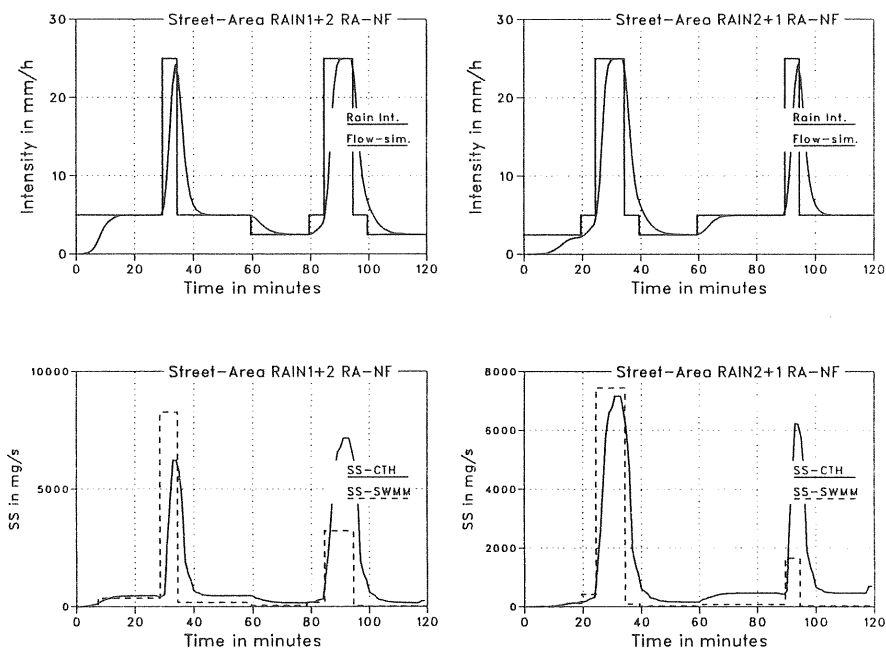 Street-Area RAIN1+2 RA-NF
30
20
10
0
Intensity in mm/h
Rain Int.
Flow-sim.
0 20 40 60 80 100 120
Time in minutes
Street-Area RAIN2+1 RA-NF
30
20
10
0
Intensity in mm/h
Rain Int.
Flow-sim.
0 20 40 60 80 100 120
Time in minutes
Street-Area RAIN1+2 RA-NF
10000
5000
0
SS in mg/s
SS-CTH
SS-SWMM
0 20 40 60 80 100 120
Time in minutes
Street-Area RAIN2+1 RA-NF
8000
6000
4000
2000
0
SS in mg/s
SS-CTH
SS-SWMM
0 20 40 60 80 100 120
Time in minutes